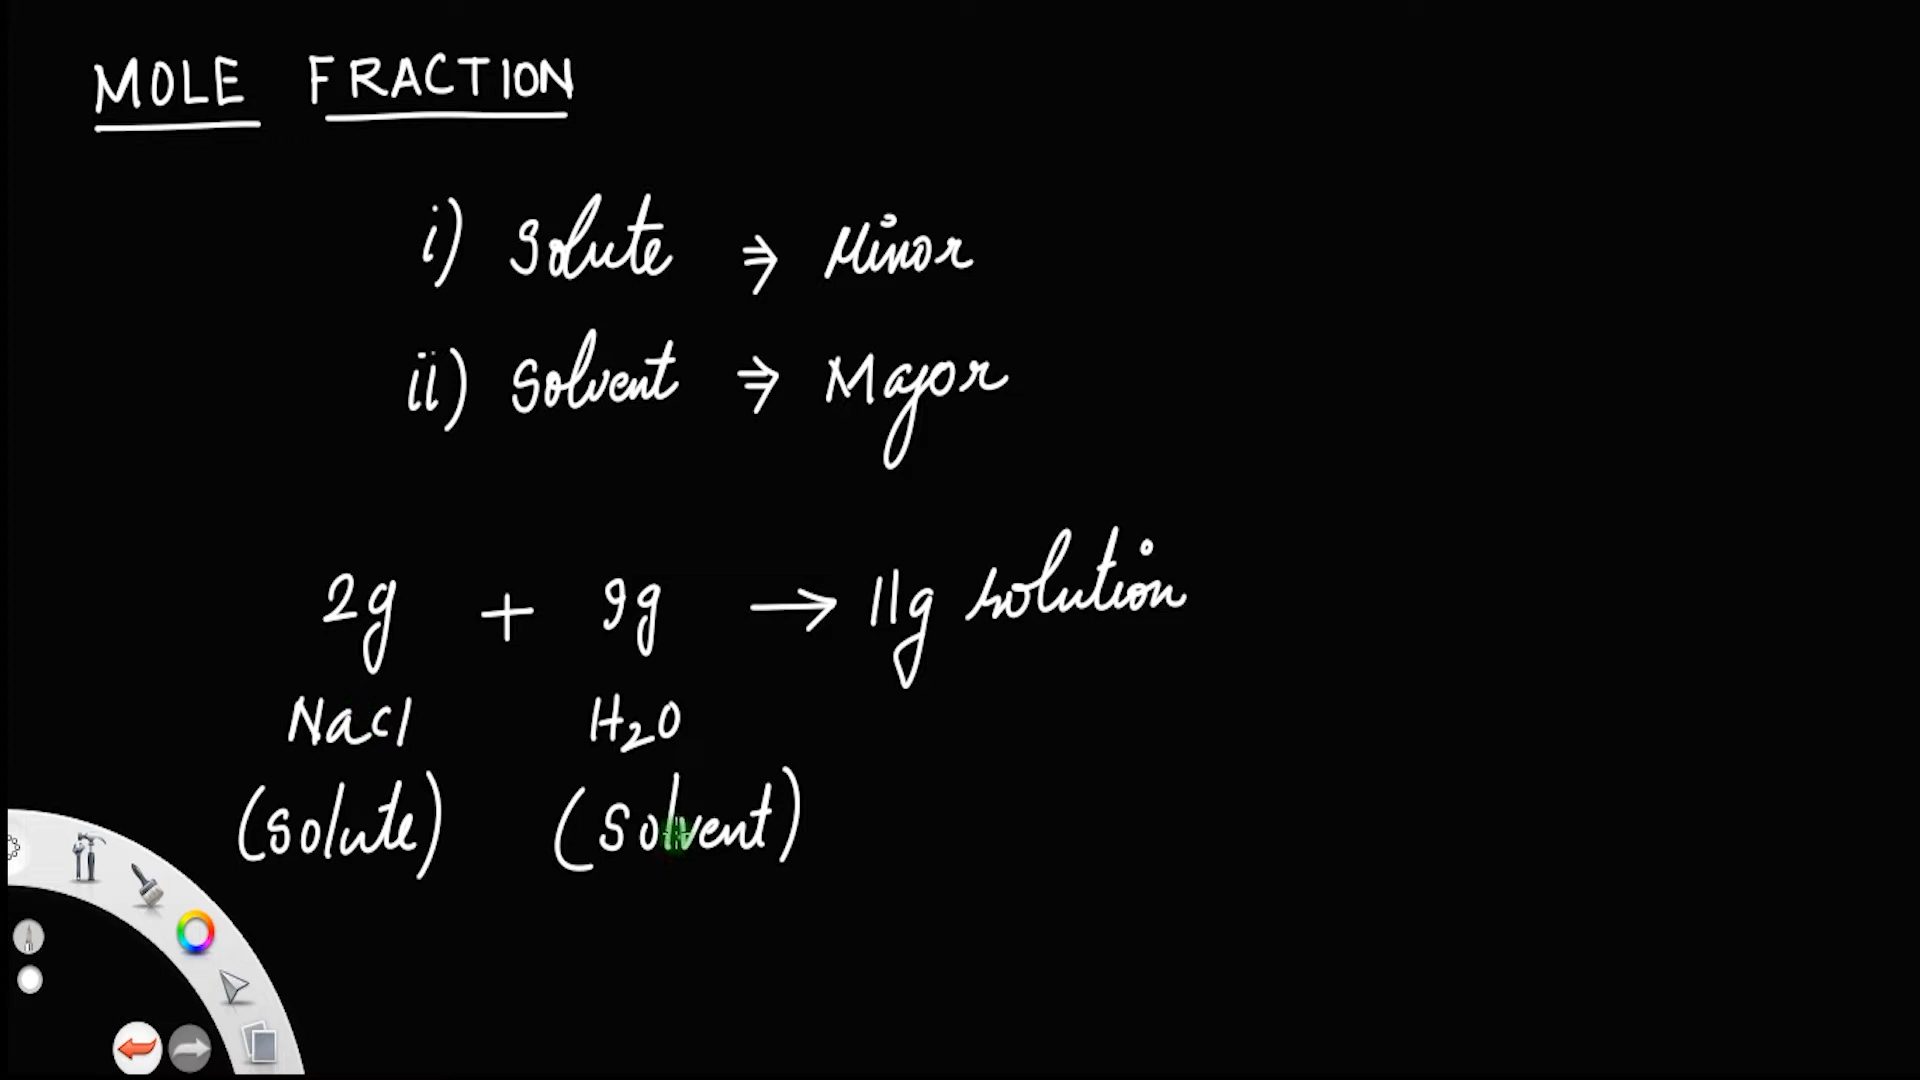 MOLE FRACTION
i) Solute ⇒ Minor
ii) Solvent ⇒ Major
2g + 9g → 11g solution
NaCl H2O
(Solute) (Solvent)